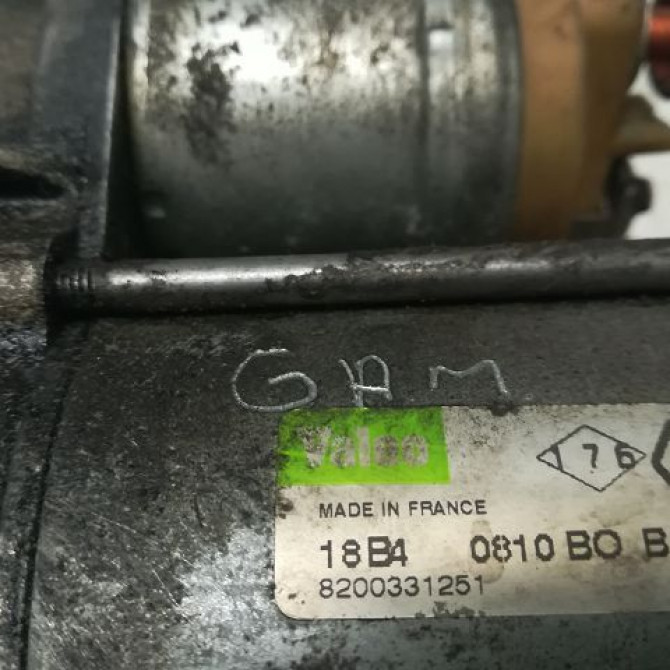 GAM
Valeo
176
MADE IN FRANCE
18B4 0810 BO B
8200331251